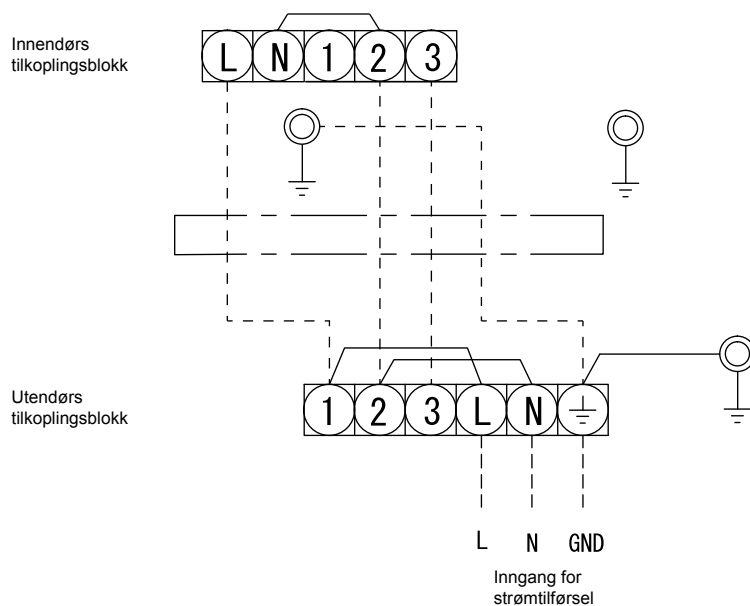 Innendørs
tilkoplingsblokk
L N 1 2 3
Utendørs
tilkoplingsblokk
1 2 3 L N
L N GND
Inngang for
strømtilførsel